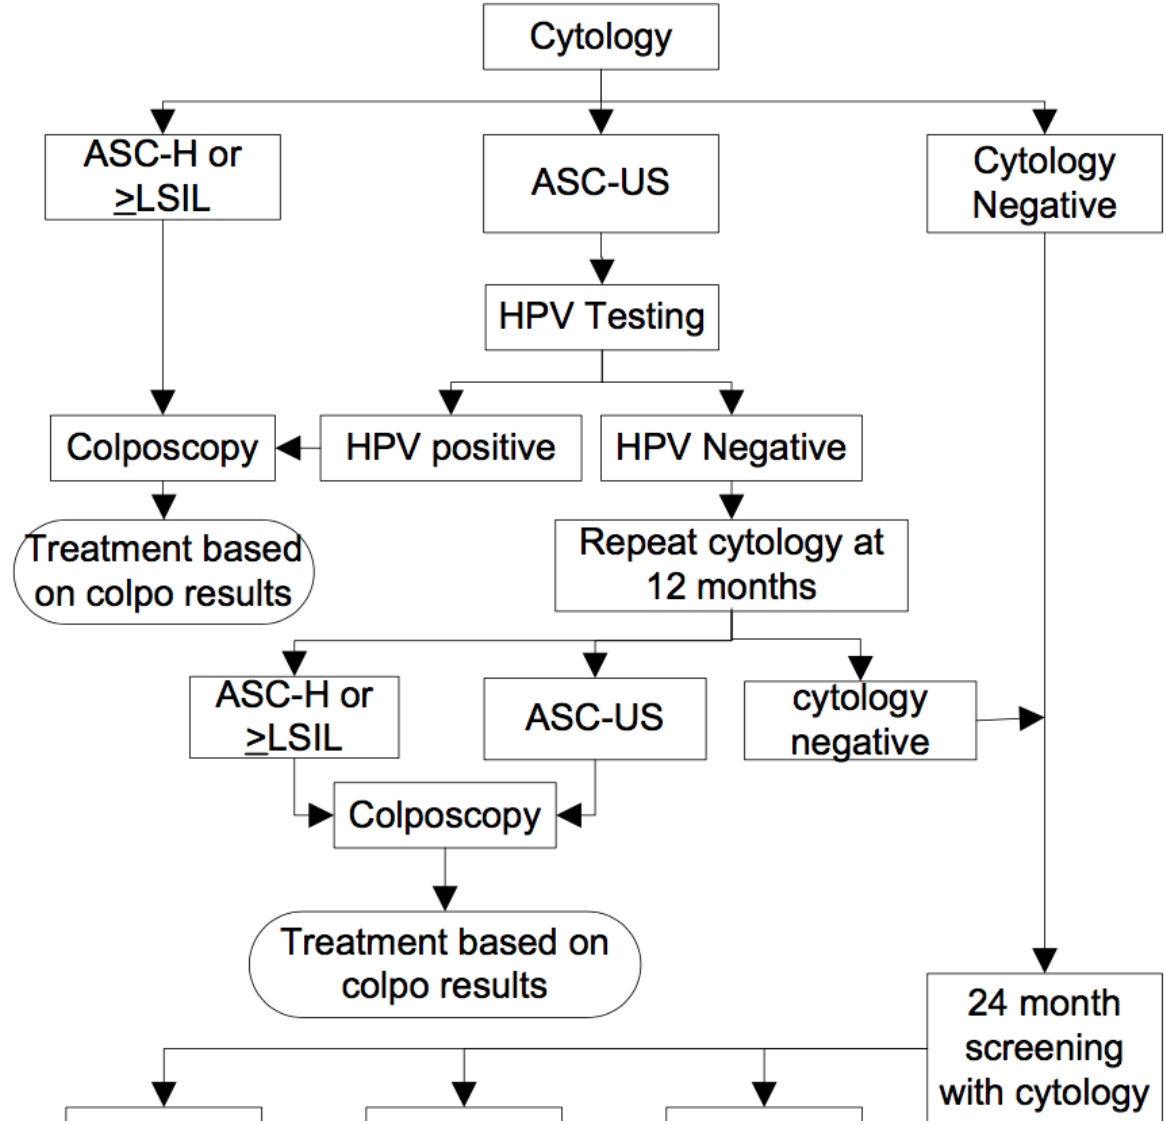 Cytology
ASC-H or
≥LSIL
ASC-US
Cytology
Negative
HPV Testing
Colposcopy
HPV positive
HPV Negative
Treatment based
on colpo results
Repeat cytology at
12 months
ASC-H or
≥LSIL
ASC-US
cytology
negative
Colposcopy
Treatment based on
colpo results
24 month
screening
with cytology